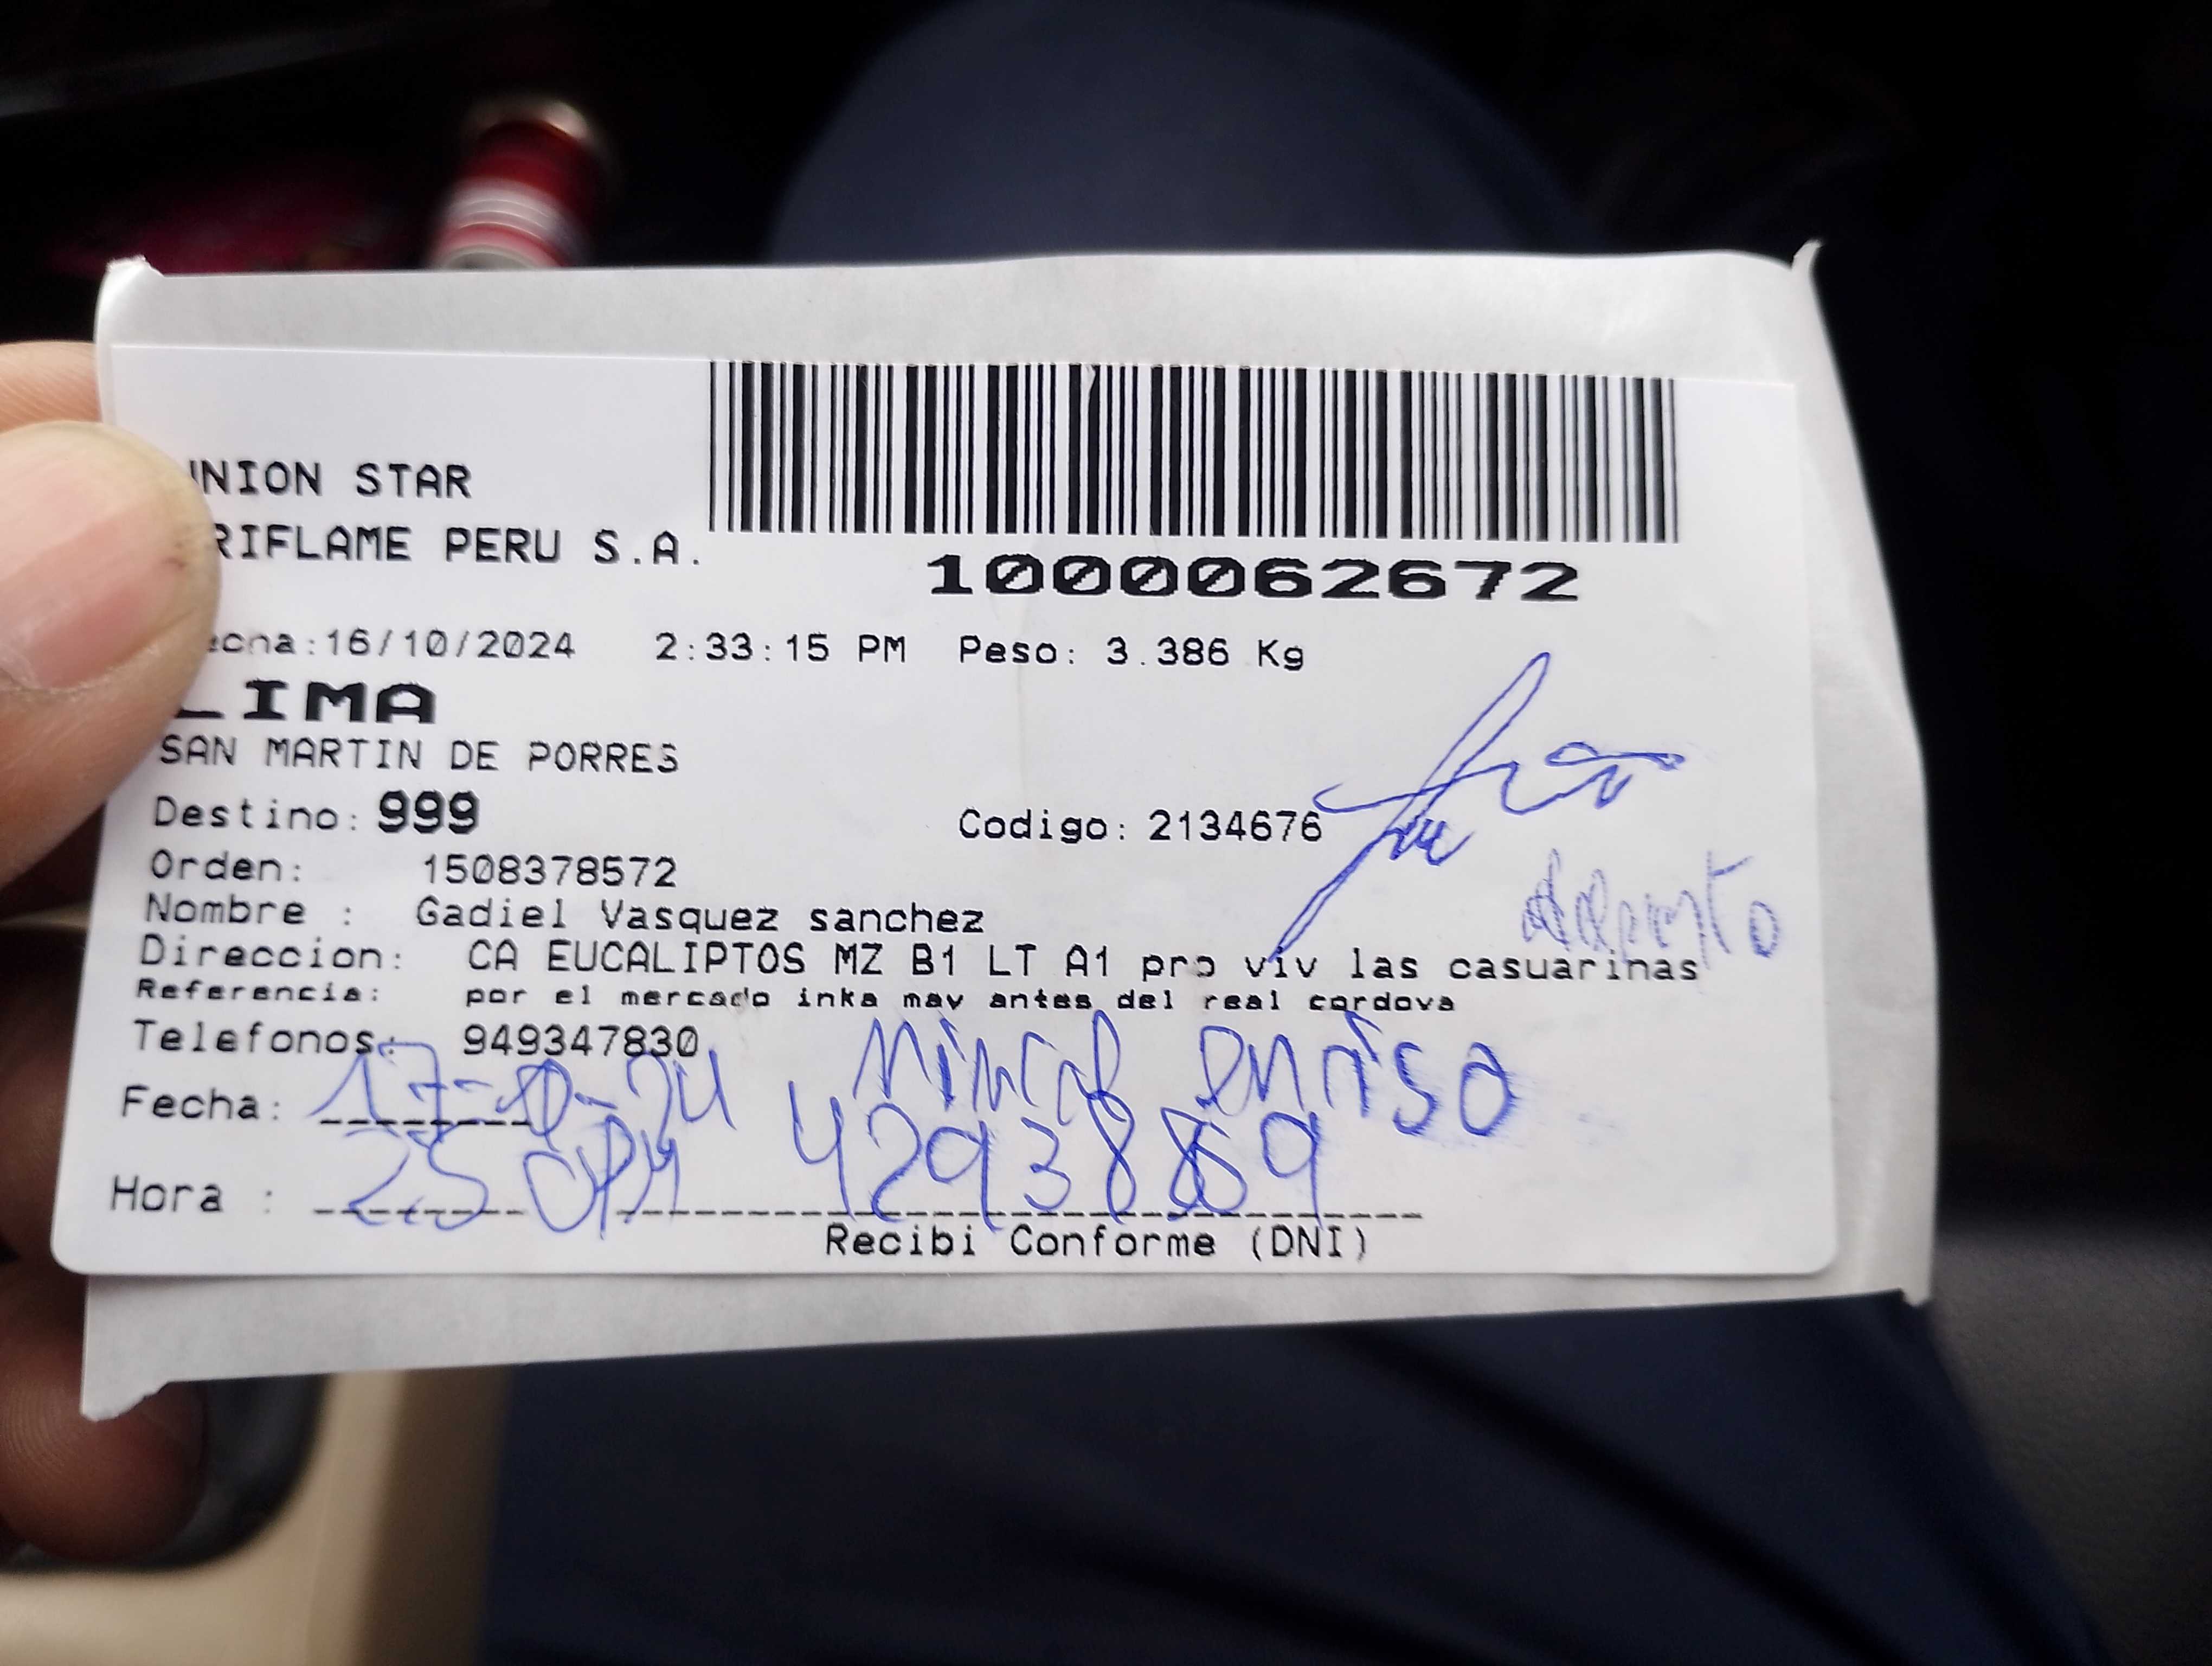 NION STAR
RIFLAME PERU S.A.
1000062672
echa:16/10/2024 2:33:15 PM Peso: 3.386 Kg
LIMA
SAN MARTIN DE PORRES
Destino: 999 Codigo: 2134676
Orden: 1508378572
Nombre : Gadiel Vasquez sanchez
Direccion: CA EUCALIPTOS MZ B1 LT A1 pro viv las casuarinas
Referencia: por el mercado inka may antes del real cordova
Telefonos: 949347830
Fecha: 17-10-24
Hora : 2:50PM
Recibi Conforme (DNI)